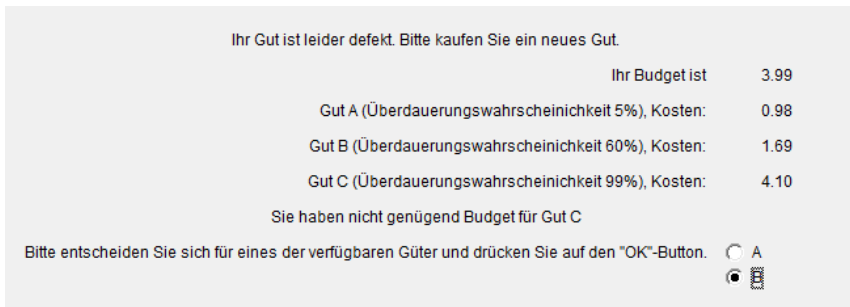 Ihr Gut ist leider defekt. Bitte kaufen Sie ein neues Gut.
Ihr Budget ist 3.99
Gut A (Überdauerungswahrscheinichkeit 5%), Kosten: 0.98
Gut B (Überdauerungswahrscheinichkeit 60%), Kosten: 1.69
Gut C (Überdauerungswahrscheinichkeit 99%), Kosten: 4.10
Sie haben nicht genügend Budget für Gut C
Bitte entscheiden Sie sich für eines der verfügbaren Güter und drücken Sie auf den "OK"-Button. A
B